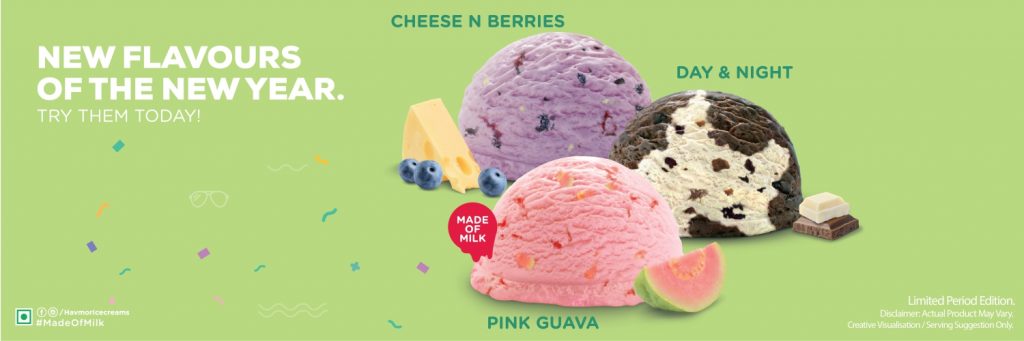 CHEESE N BERRIES
NEW FLAVOURS
OF THE NEW YEAR.
TRY THEM TODAY!
DAY & NIGHT
MADE
OF
MILK
PINK GUAVA
/Havmoricecreams
#MadeOfMilk
Limited Period Edition.
Disclaimer: Actual Product May Vary.
Creative Visualisation / Serving Suggestion Only.